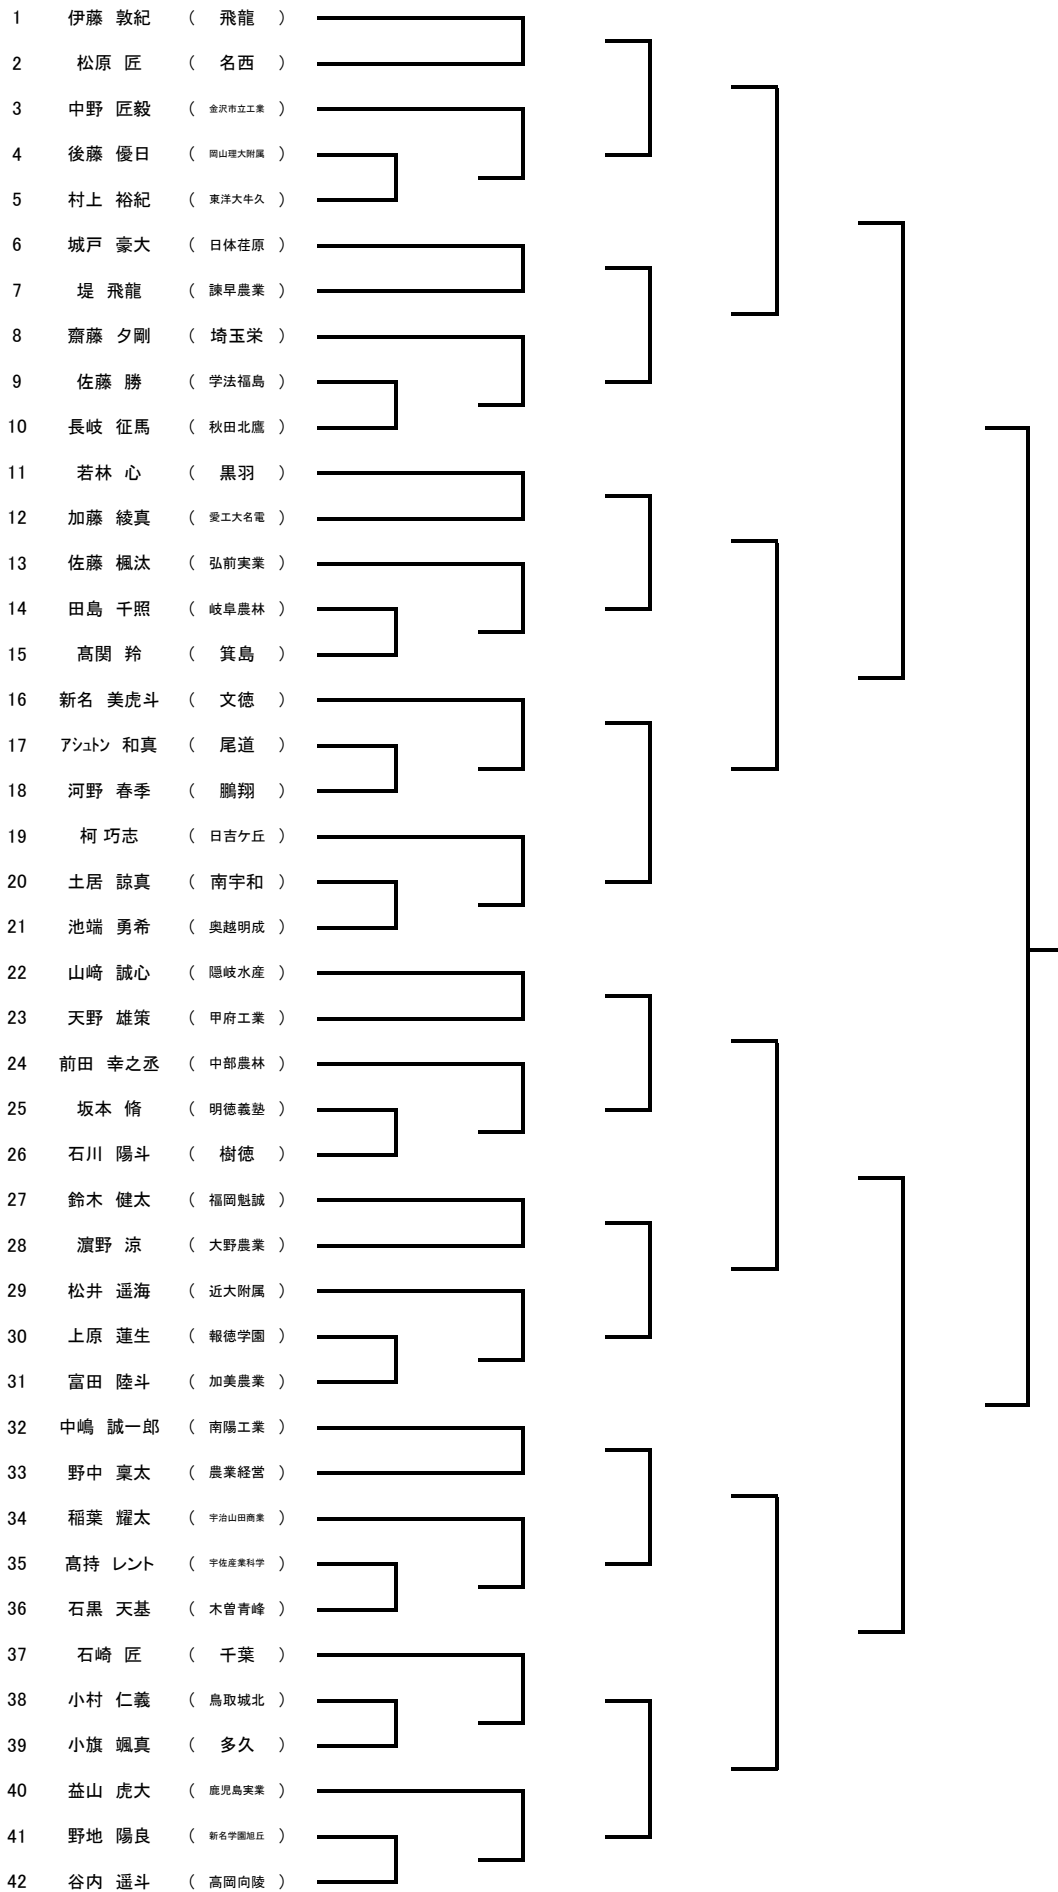 1 伊藤 敦紀 ( 飛龍 )
2 松原 匠 ( 名西 )
3 中野 匠毅 ( 金沢市立工業 )
4 後藤 優日 ( 岡山理大附属 )
5 村上 裕紀 ( 東洋大牛久 )
6 城戸 豪大 ( 日体荏原 )
7 堤 飛龍 ( 諫早農業 )
8 齋藤 夕剛 ( 埼玉栄 )
9 佐藤 勝 ( 学法福島 )
10 長岐 征馬 ( 秋田北鷹 )
11 若林 心 ( 黒羽 )
12 加藤 綾真 ( 愛工大名電 )
13 佐藤 楓汰 ( 弘前実業 )
14 田島 千照 ( 岐阜農林 )
15 髙関 羚 ( 箕島 )
16 新名 美虎斗 ( 文徳 )
17 アシュトン 和真 ( 尾道 )
18 河野 春季 ( 鵬翔 )
19 柯 巧志 ( 日吉ケ丘 )
20 土居 諒真 ( 南宇和 )
21 池端 勇希 ( 奥越明成 )
22 山﨑 誠心 ( 隠岐水産 )
23 天野 雄策 ( 甲府工業 )
24 前田 幸之丞 ( 中部農林 )
25 坂本 脩 ( 明徳義塾 )
26 石川 陽斗 ( 樹徳 )
27 鈴木 健太 ( 福岡魁誠 )
28 濵野 涼 ( 大野農業 )
29 松井 遥海 ( 近大附属 )
30 上原 蓮生 ( 報徳学園 )
31 富田 陸斗 ( 加美農業 )
32 中嶋 誠一郎 ( 南陽工業 )
33 野中 稟太 ( 農業経営 )
34 稲葉 耀太 ( 宇治山田商業 )
35 髙持 レント ( 宇佐産業科学 )
36 石黒 天基 ( 木曽青峰 )
37 石崎 匠 ( 千葉 )
38 小村 仁義 ( 鳥取城北 )
39 小旗 颯真 ( 多久 )
40 益山 虎大 ( 鹿児島実業 )
41 野地 陽良 ( 新名学園旭丘 )
42 谷内 遥斗 ( 高岡向陵 )